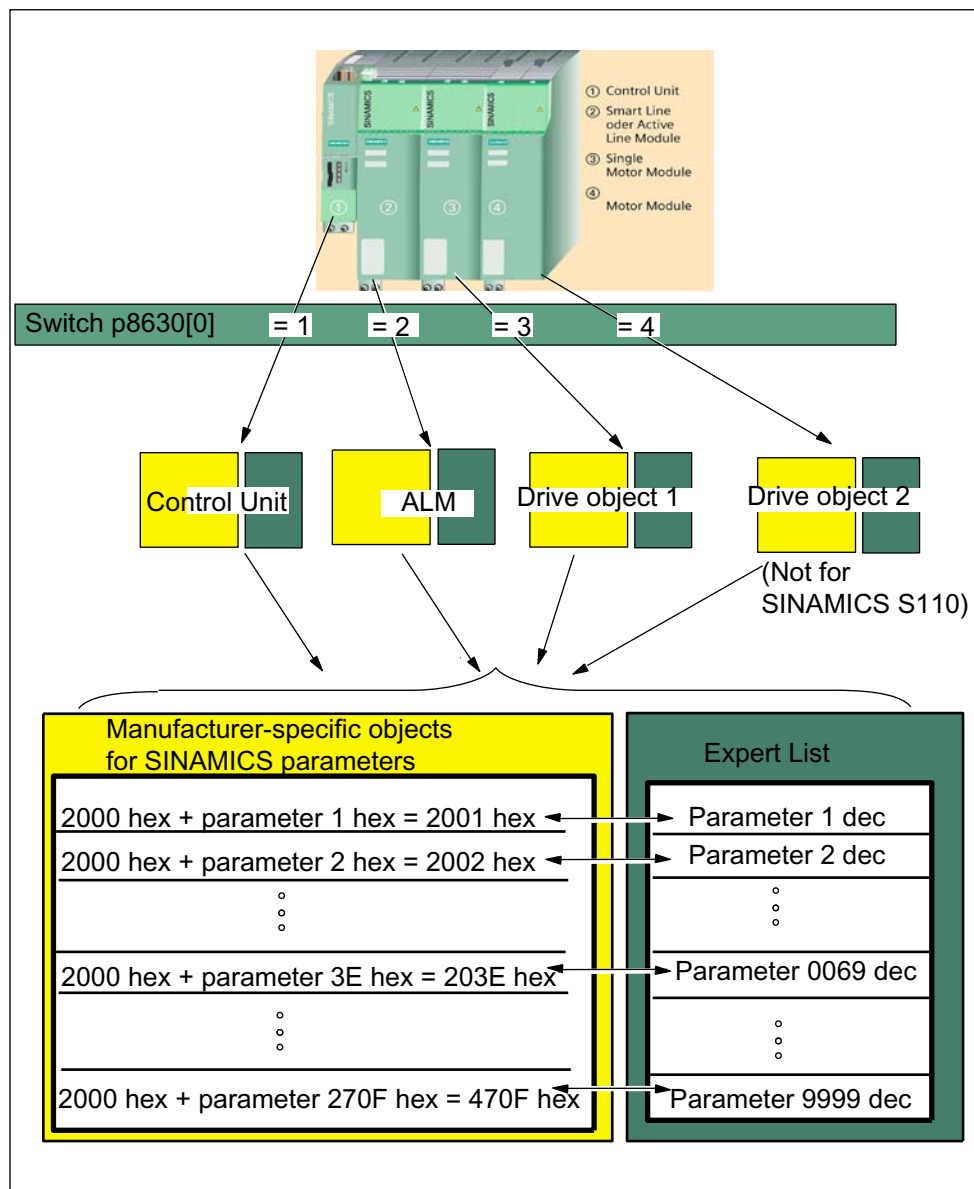 SINAMICS
SINAMICS
SINAMICS
SINAMICS
① Control Unit
② Smart Line
oder Active
Line Module
③ Single
Motor Module
④
Motor Module
① ② ③ ④
Switch p8630[0] = 1 = 2 = 3 = 4
Control Unit
ALM
Drive object 1
Drive object 2
(Not for
SINAMICS S110)
Manufacturer-specific objects
for SINAMICS parameters
Expert List
2000 hex + parameter 1 hex = 2001 hex
Parameter 1 dec
2000 hex + parameter 2 hex = 2002 hex
Parameter 2 dec
2000 hex + parameter 3E hex = 203E hex
Parameter 0069 dec
2000 hex + parameter 270F hex = 470F hex
Parameter 9999 dec